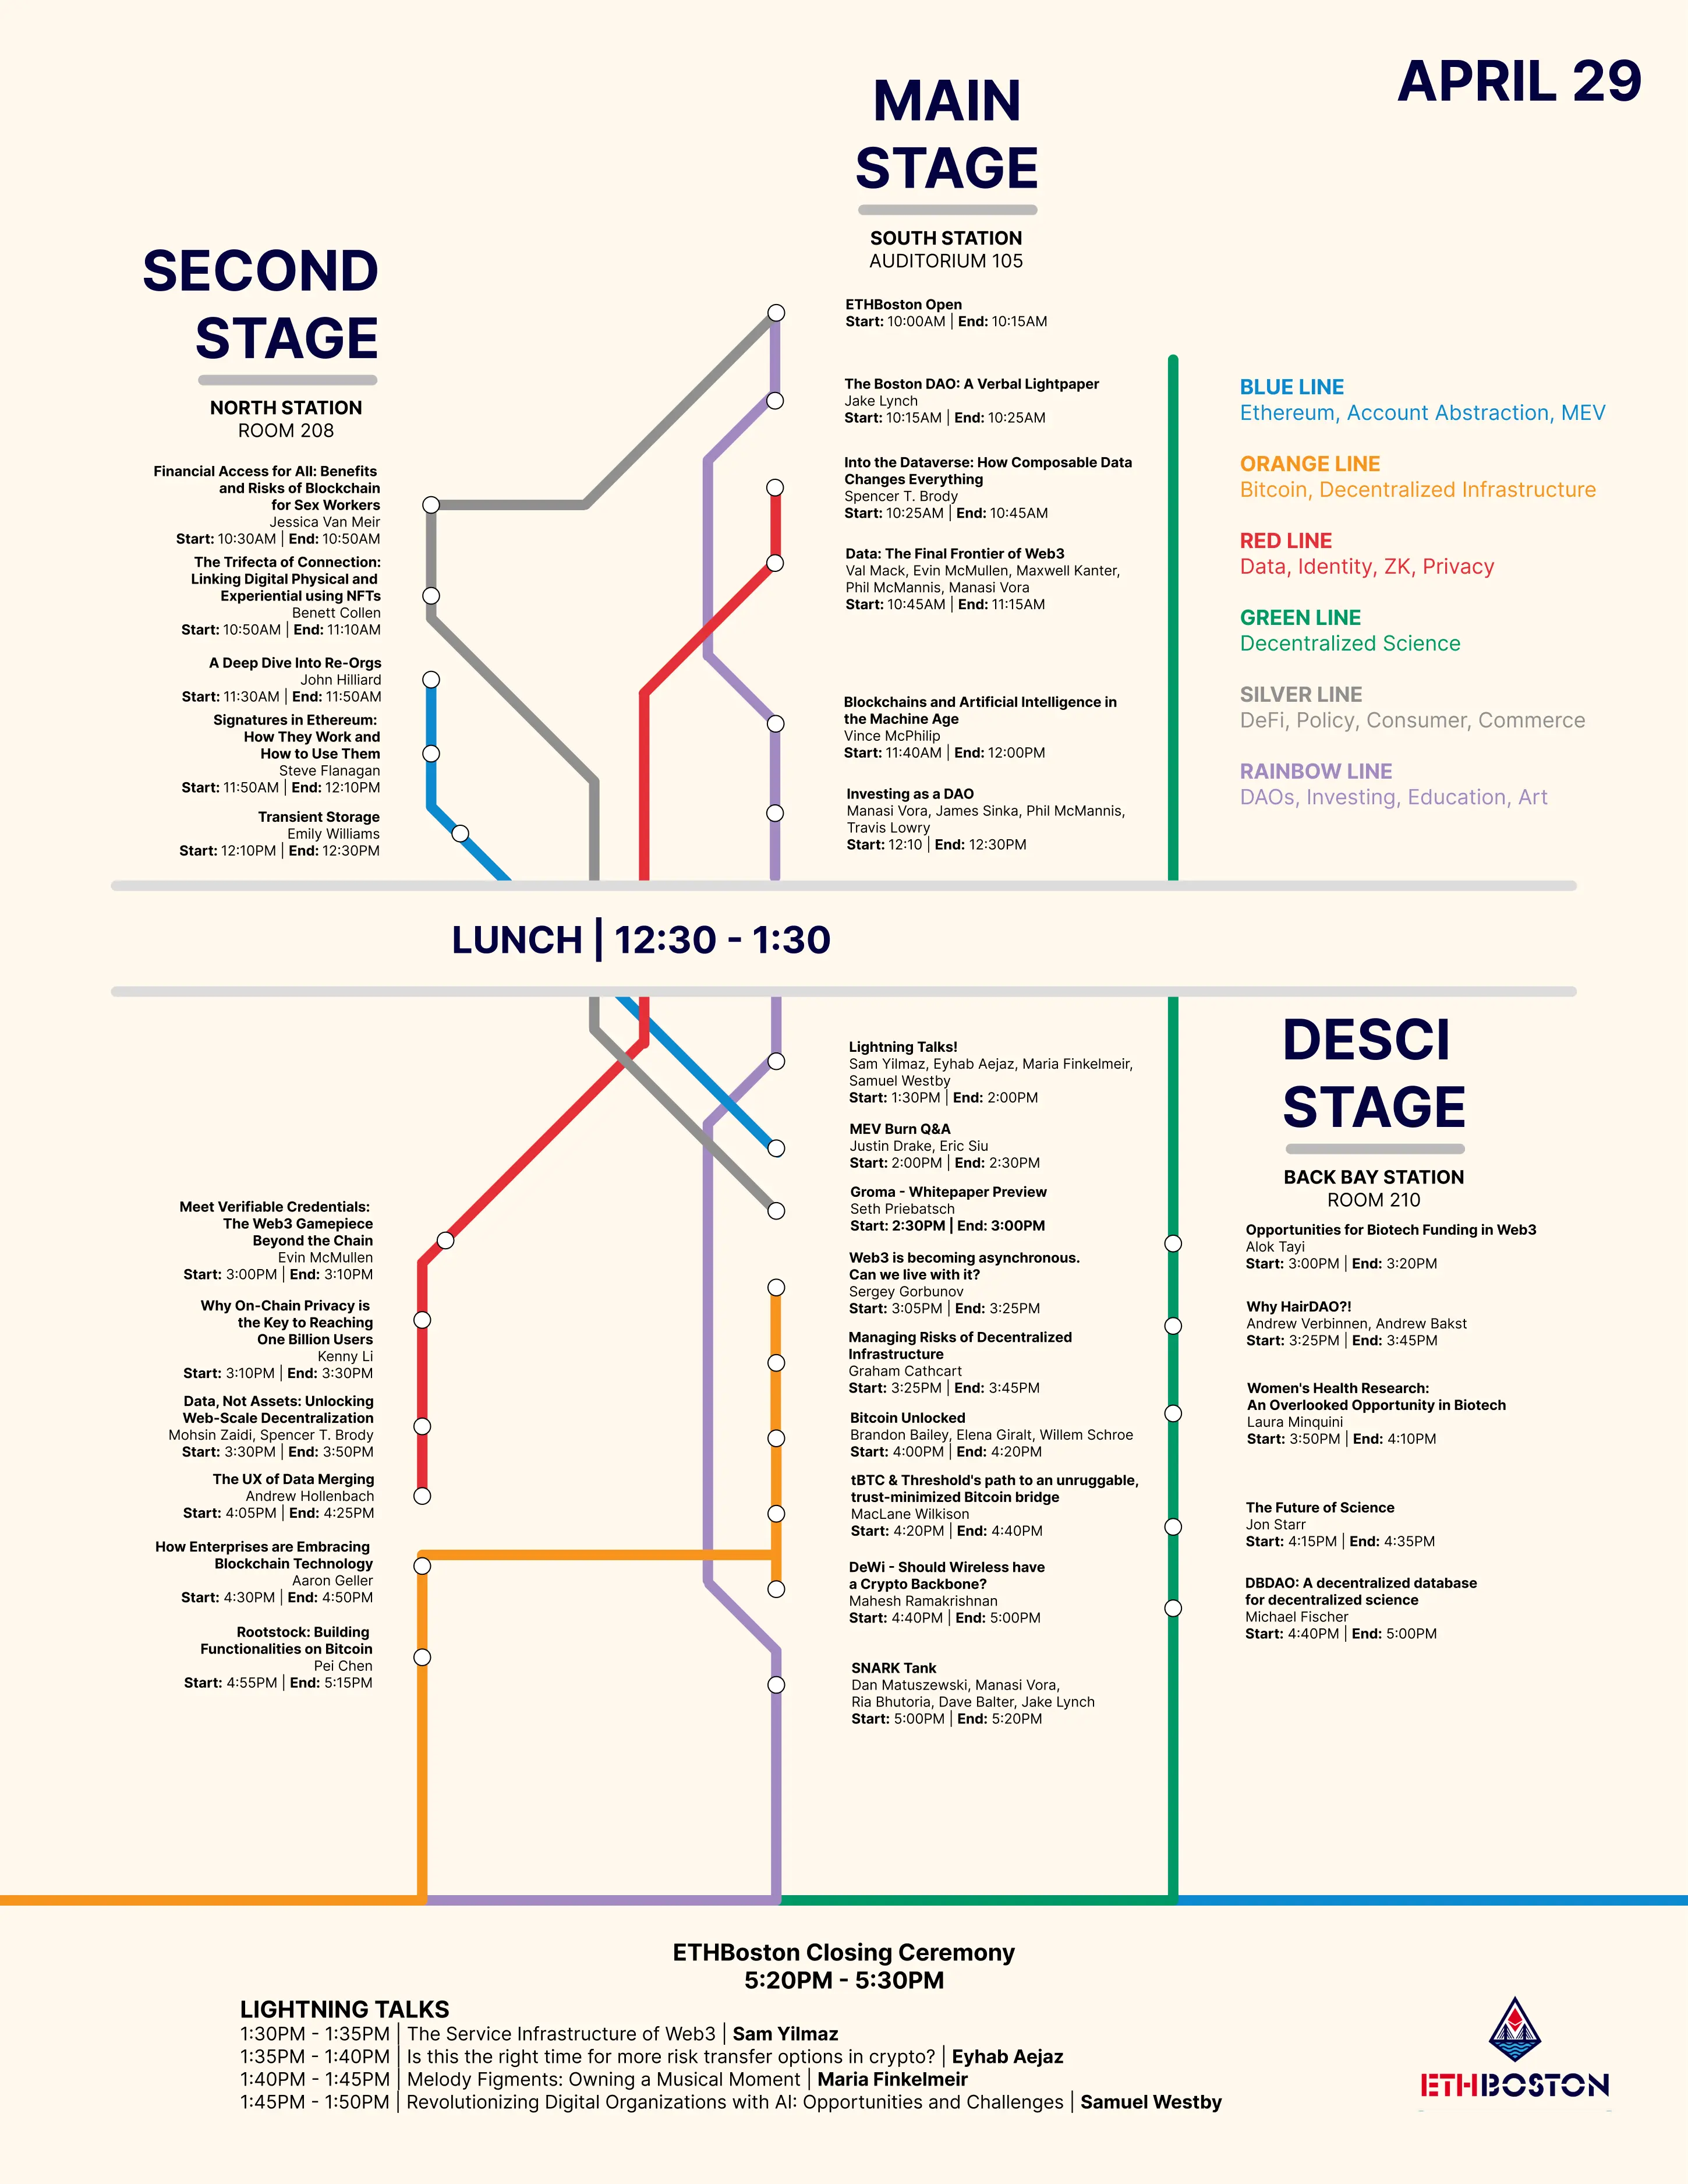 APRIL 29
MAIN
STAGE
SOUTH STATION
AUDITORIUM 105
ETHBoston Open
Start: 10:00AM | End: 10:15AM
The Boston DAO: A Verbal Lightpaper
Jake Lynch
Start: 10:15AM | End: 10:25AM
Into the Dataverse: How Composable Data
Changes Everything
Spencer T. Brody
Start: 10:25AM | End: 10:45AM
Data: The Final Frontier of Web3
Val Mack, Evin McMullen, Maxwell Kanter,
Phil McMannis, Manasi Vora
Start: 10:45AM | End: 11:15AM
Blockchains and Artificial Intelligence in
the Machine Age
Vince McPhilip
Start: 11:40AM | End: 12:00PM
Investing as a DAO
Manasi Vora, James Sinka, Phil McMannis,
Travis Lowry
Start: 12:10 | End: 12:30PM
SECOND
STAGE
NORTH STATION
ROOM 208
Financial Access for All: Benefits
and Risks of Blockchain
for Sex Workers
Jessica Van Meir
Start: 10:30AM | End: 10:50AM
The Trifecta of Connection:
Linking Digital Physical and
Experiential using NFTs
Benett Collen
Start: 10:50AM | End: 11:10AM
A Deep Dive Into Re-Orgs
John Hilliard
Start: 11:30AM | End: 11:50AM
Signatures in Ethereum:
How They Work and
How to Use Them
Steve Flanagan
Start: 11:50AM | End: 12:10PM
Transient Storage
Emily Williams
Start: 12:10PM | End: 12:30PM
BLUE LINE
Ethereum, Account Abstraction, MEV
ORANGE LINE
Bitcoin, Decentralized Infrastructure
RED LINE
Data, Identity, ZK, Privacy
GREEN LINE
Decentralized Science
SILVER LINE
DeFi, Policy, Consumer, Commerce
RAINBOW LINE
DAOs, Investing, Education, Art
LUNCH | 12:30 - 1:30
Meet Verifiable Credentials:
The Web3 Gamepiece
Beyond the Chain
Evin McMullen
Start: 3:00PM | End: 3:10PM
Why On-Chain Privacy is
the Key to Reaching
One Billion Users
Kenny Li
Start: 3:10PM | End: 3:30PM
Data, Not Assets: Unlocking
Web-Scale Decentralization
Mohsin Zaidi, Spencer T. Brody
Start: 3:30PM | End: 3:50PM
The UX of Data Merging
Andrew Hollenbach
Start: 4:05PM | End: 4:25PM
How Enterprises are Embracing
Blockchain Technology
Aaron Geller
Start: 4:30PM | End: 4:50PM
Rootstock: Building
Functionalities on Bitcoin
Pei Chen
Start: 4:55PM | End: 5:15PM
Lightning Talks!
Sam Yilmaz, Eyhab Aejaz, Maria Finkelmeir,
Samuel Westby
Start: 1:30PM | End: 2:00PM
MEV Burn Q&A
Justin Drake, Eric Siu
Start: 2:00PM | End: 2:30PM
Groma - Whitepaper Preview
Seth Priebatsch
Start: 2:30PM | End: 3:00PM
Web3 is becoming asynchronous.
Can we live with it?
Sergey Gorbunov
Start: 3:05PM | End: 3:25PM
Managing Risks of Decentralized
Infrastructure
Graham Cathcart
Start: 3:25PM | End: 3:45PM
Bitcoin Unlocked
Brandon Bailey, Elena Giralt, Willem Schroe
Start: 4:00PM | End: 4:20PM
tBTC & Threshold's path to an unruggable,
trust-minimized Bitcoin bridge
MacLane Wilkison
Start: 4:20PM | End: 4:40PM
DeWi - Should Wireless have
a Crypto Backbone?
Mahesh Ramakrishnan
Start: 4:40PM | End: 5:00PM
SNARK Tank
Dan Matuszewski, Manasi Vora,
Ria Bhutoria, Dave Balter, Jake Lynch
Start: 5:00PM | End: 5:20PM
DESCI
STAGE
BACK BAY STATION
ROOM 210
Opportunities for Biotech Funding in Web3
Alok Tayi
Start: 3:00PM | End: 3:20PM
Why HairDAO?!
Andrew Verbinnen, Andrew Bakst
Start: 3:25PM | End: 3:45PM
Women's Health Research:
An Overlooked Opportunity in Biotech
Laura Minquini
Start: 3:50PM | End: 4:10PM
The Future of Science
Jon Starr
Start: 4:15PM | End: 4:35PM
DBDAO: A decentralized database
for decentralized science
Michael Fischer
Start: 4:40PM | End: 5:00PM
ETHBoston Closing Ceremony
5:20PM - 5:30PM
LIGHTNING TALKS
1:30PM - 1:35PM | The Service Infrastructure of Web3 | Sam Yilmaz
1:35PM - 1:40PM | Is this the right time for more risk transfer options in crypto? | Eyhab Aejaz
1:40PM - 1:45PM | Melody Figments: Owning a Musical Moment | Maria Finkelmeir
1:45PM - 1:50PM | Revolutionizing Digital Organizations with AI: Opportunities and Challenges | Samuel Westby
ETHBOSTON